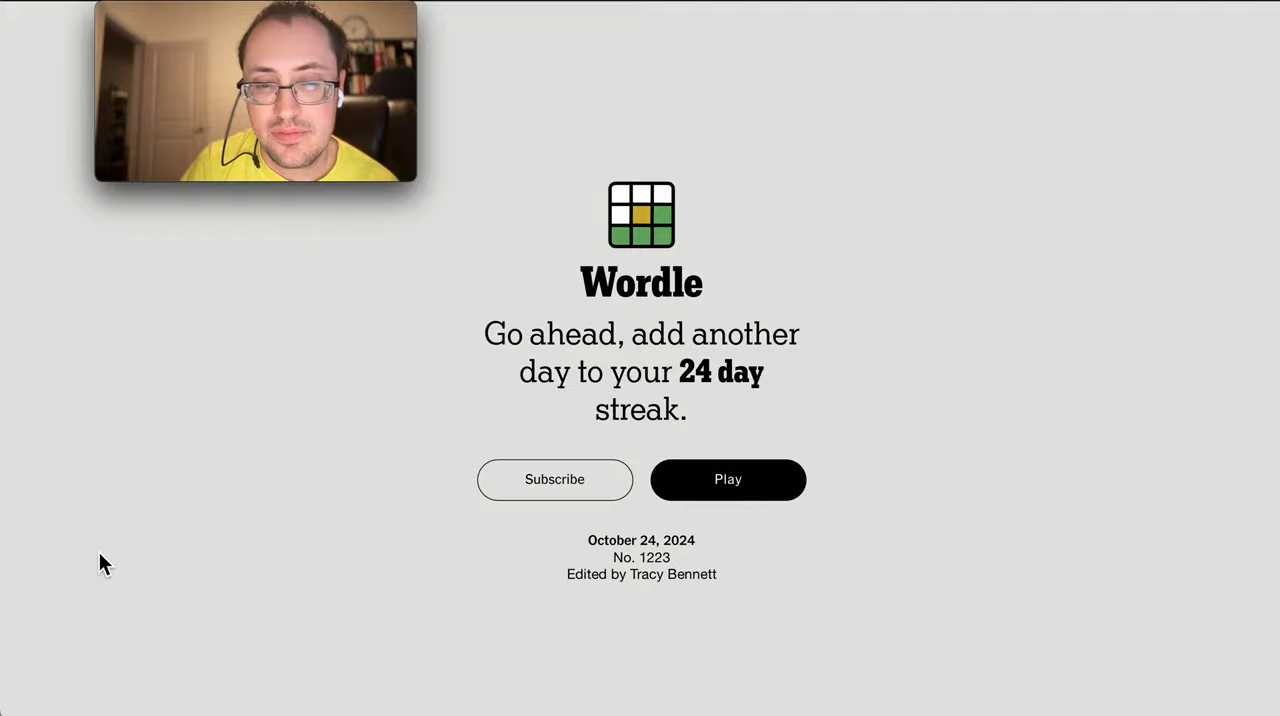 Wordle
Go ahead, add another
day to your 24 day
streak.
Subscribe
Play
October 24, 2024
No. 1223
Edited by Tracy Bennett